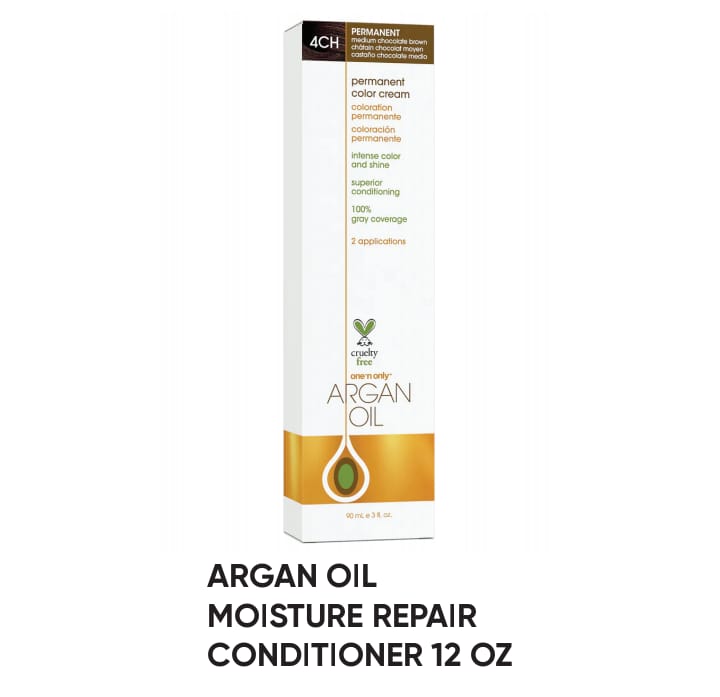 4CH
PERMANENT
medium chocolate brown
châtain chocolat moyen
castaño chocolate medio
permanent
color cream
coloration
permanente
coloración
permanente
intense color
and shine
superior
conditioning
100%
gray coverage
2 applications
cruelty
free
one 'n only™
ARGAN
OIL
90 mL e 3 fl. oz.
ARGAN OIL
MOISTURE REPAIR
CONDITIONER 12 OZ